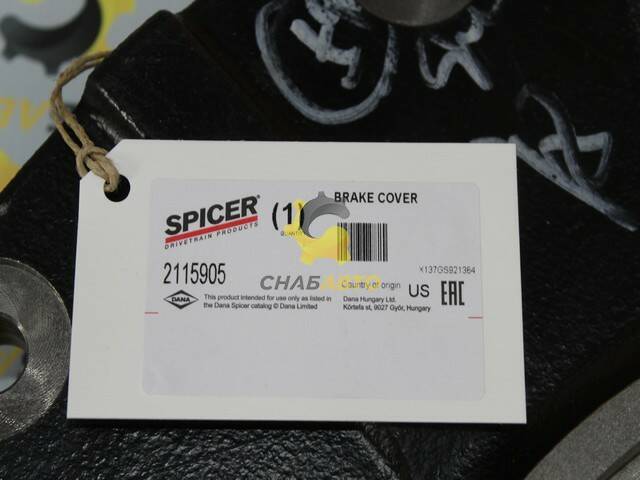 SPICER®
DRIVETRAIN PRODUCTS
(1)
BRAKE COVER
X137GS921364
2115905
СНАБАВТО
Country of origin
US
EAC
DANA
This product intended for use only as listed in
the Dana Spicer catalog © Dana Limited
Dana Hungary Ltd.
Körtefa st, 9027 Győr, Hungary